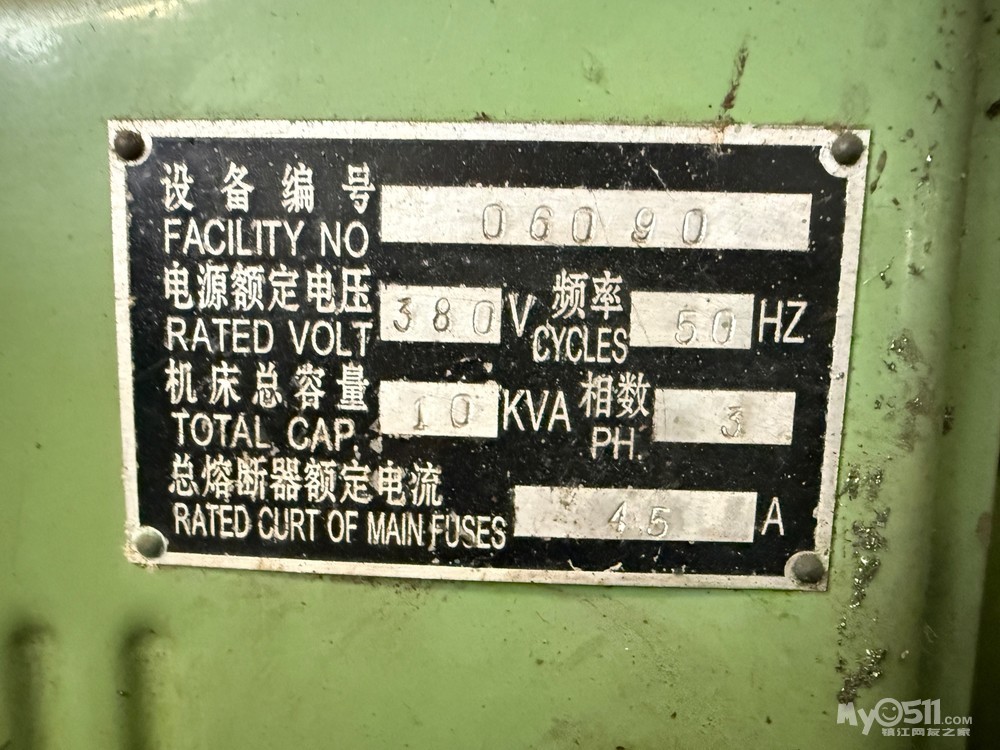 设备编号 06090
FACILITY NO
电源额定电压 380 V 频率 50 HZ
RATED VOLT CYCLES
机床总容量 10 KVA 相数 3
TOTAL CAP. PH.
总熔断器额定电流 45 A
RATED CURT OF MAIN FUSES
My0511.COM
镇江网友之家